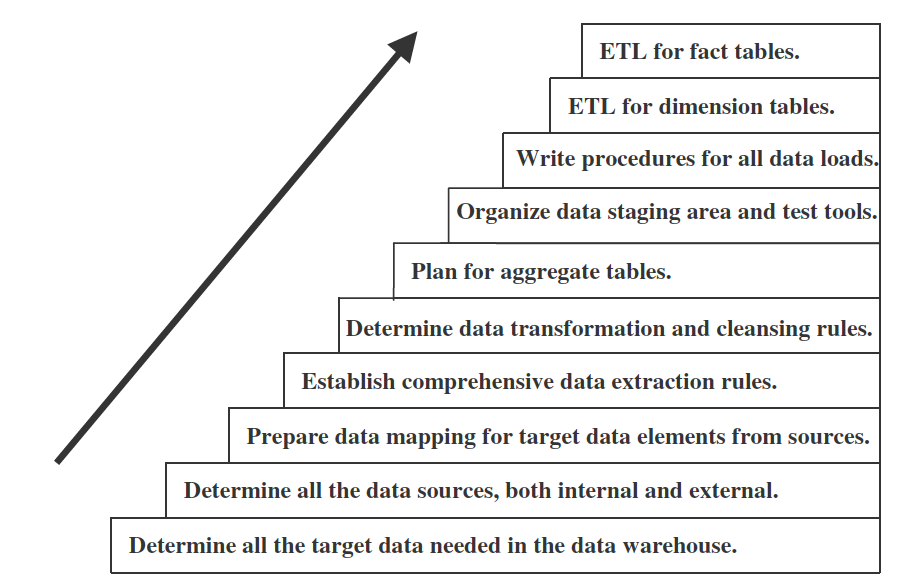 ETL for fact tables.
ETL for dimension tables.
Write procedures for all data loads.
Organize data staging area and test tools.
Plan for aggregate tables.
Determine data transformation and cleansing rules.
Establish comprehensive data extraction rules.
Prepare data mapping for target data elements from sources.
Determine all the data sources, both internal and external.
Determine all the target data needed in the data warehouse.